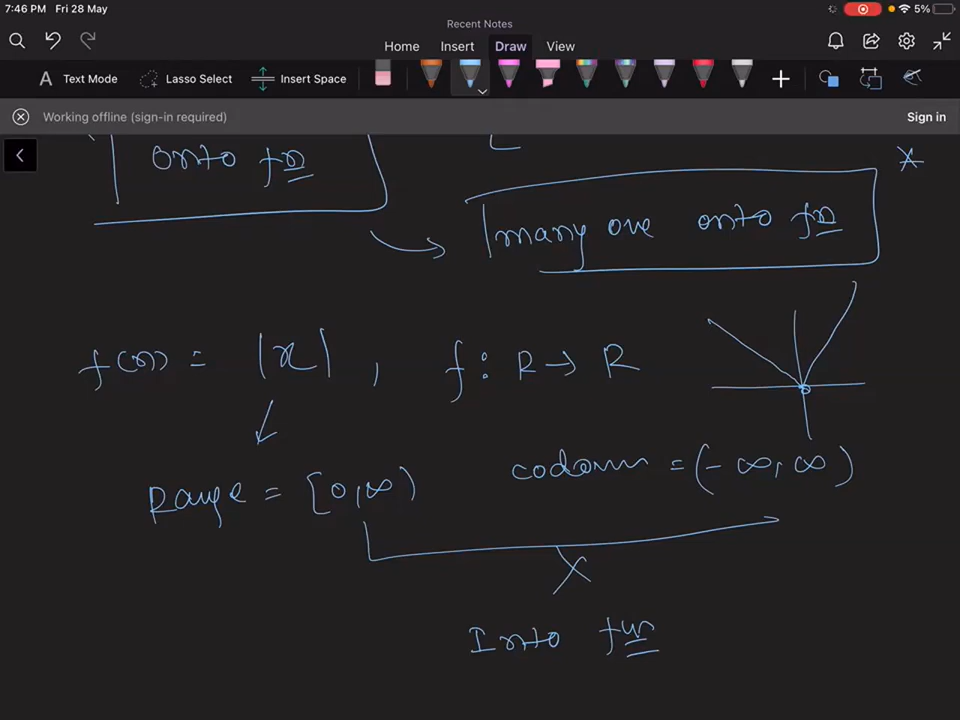 7:46 PM Fri 28 May
5%
Recent Notes
Home Insert Draw View
Text Mode Lasso Select Insert Space
Working offline (sign-in required) Sign in
onto fn
many one onto fn
f(x) = |x| , f : R → R
Range = [0,∞) codomn = (-∞,∞)
Into fun